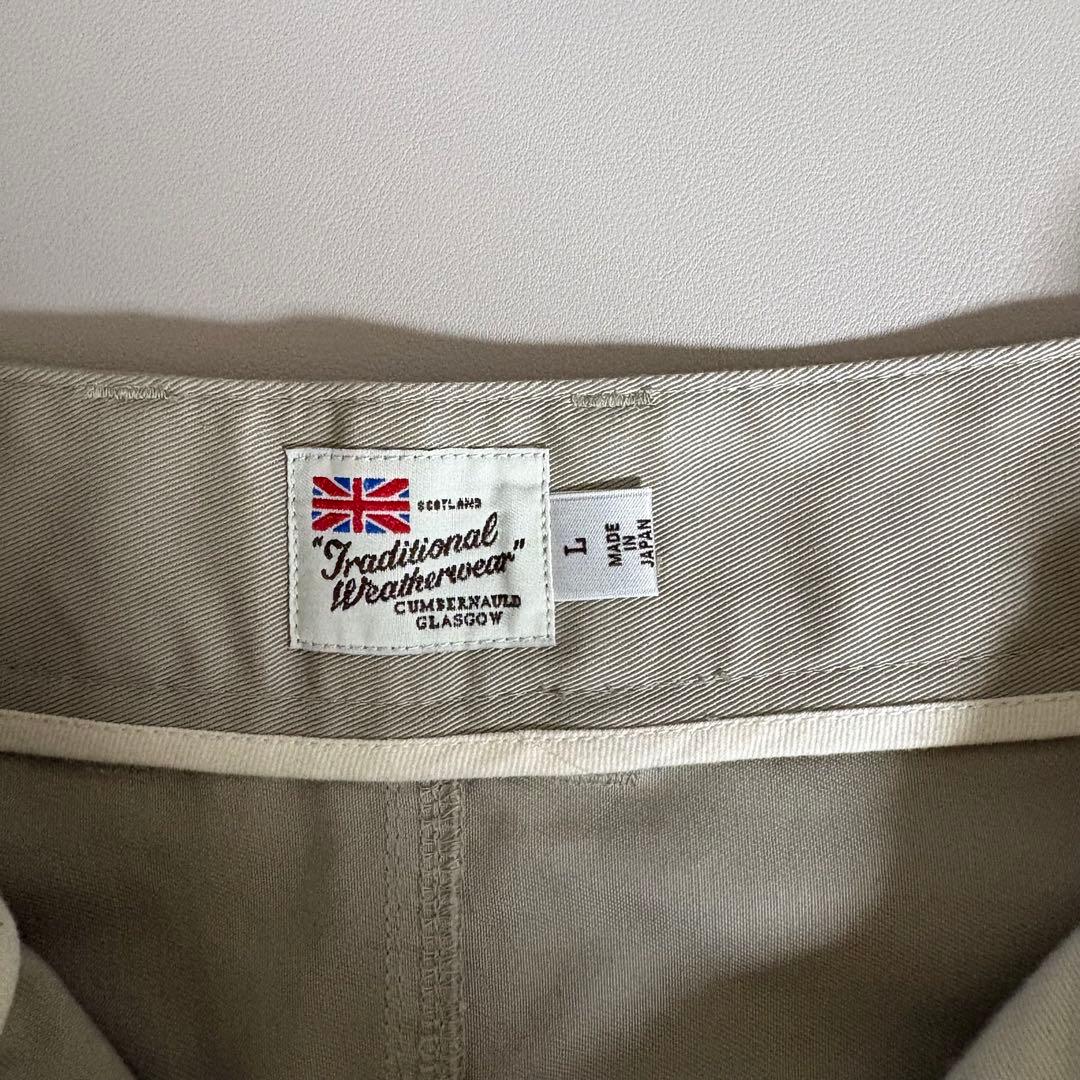 SCOTLAND
"Traditional
Weatherwear"
CUMBERNAULD
GLASGOW
L
MADE
IN
JAPAN